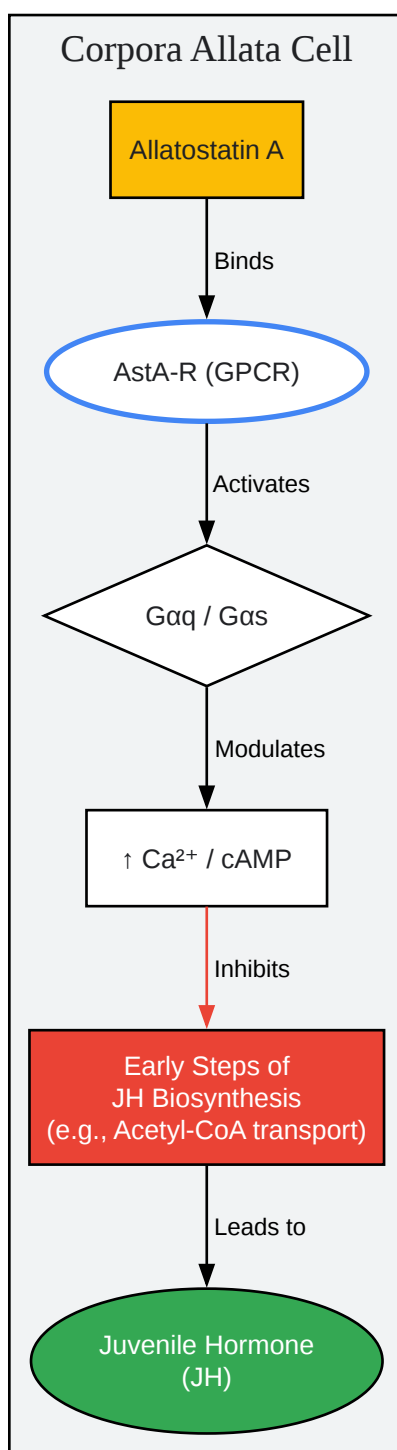 Corpora Allata Cell
Allatostatin A
Binds
AstA-R (GPCR)
Activates
Gαq / Gαs
Modulates
↑ Ca²⁺ / cAMP
Inhibits
Early Steps of
JH Biosynthesis
(e.g., Acetyl-CoA transport)
Leads to
Juvenile Hormone
(JH)